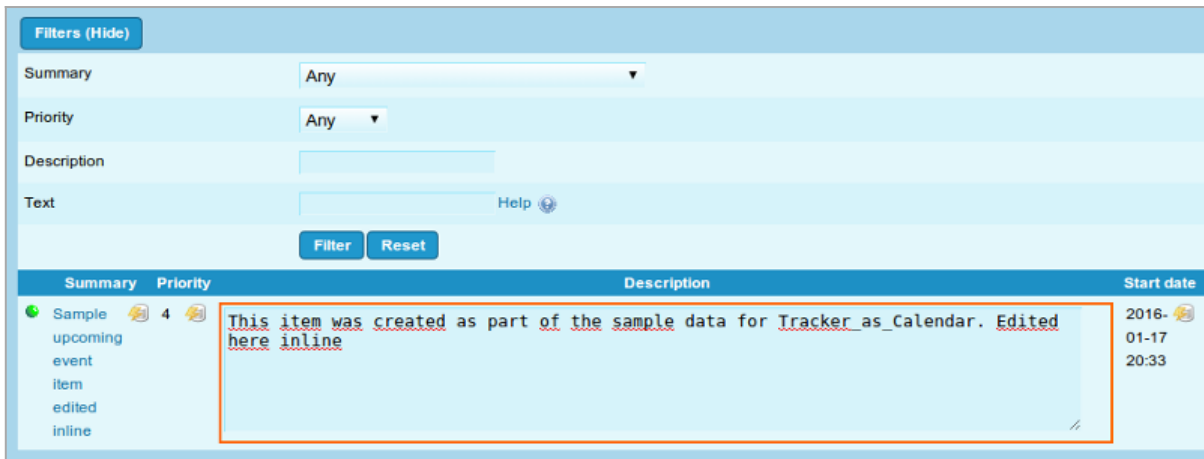 Filters (Hide)
Summary Any
Priority Any
Description
Text Help
Filter Reset
Summary Priority Description Start date
Sample 4 This item was created as part of the sample data for Tracker_as_Calendar. Edited 2016-
upcoming here inline 01-17
event 20:33
item
edited
inline